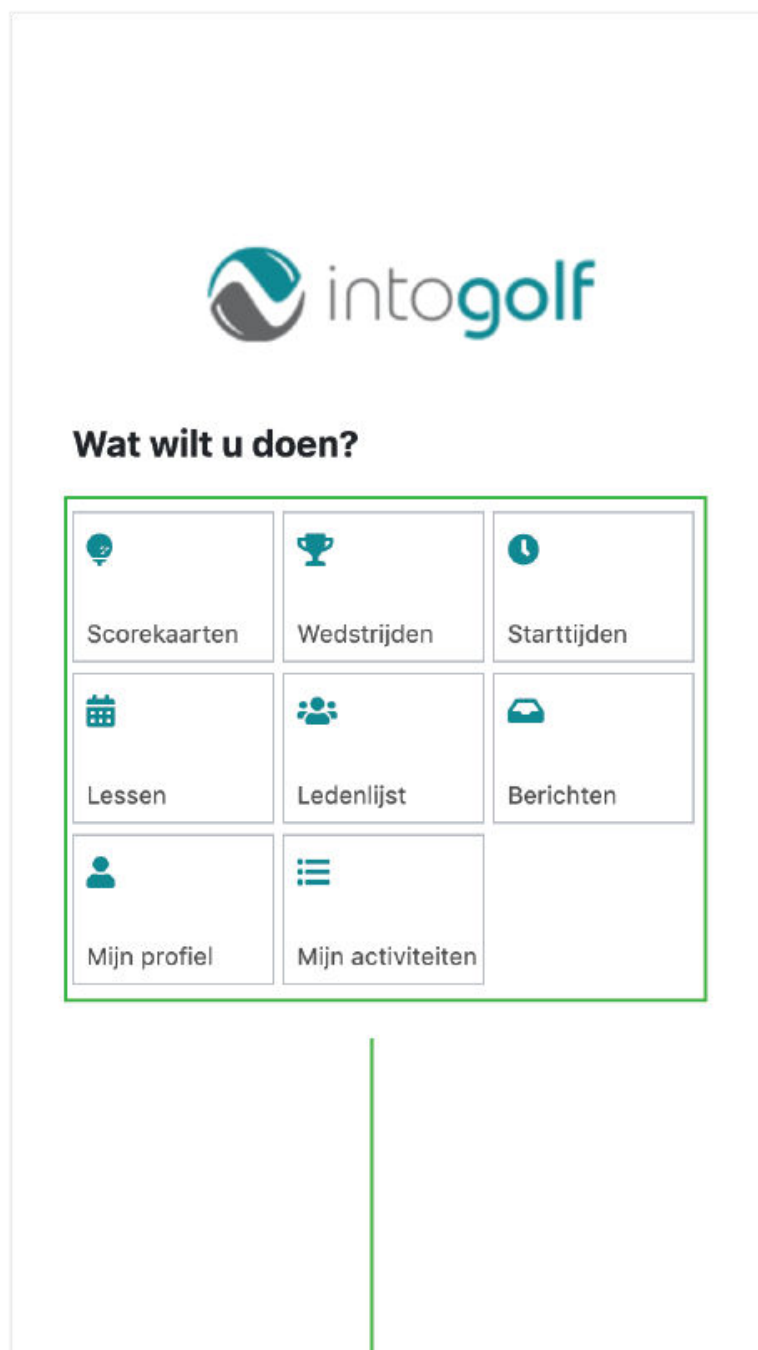 intogolf
Wat wilt u doen?
Scorekaarten Wedstrijden Starttijden
Lessen Ledenlijst Berichten
Mijn profiel Mijn activiteiten